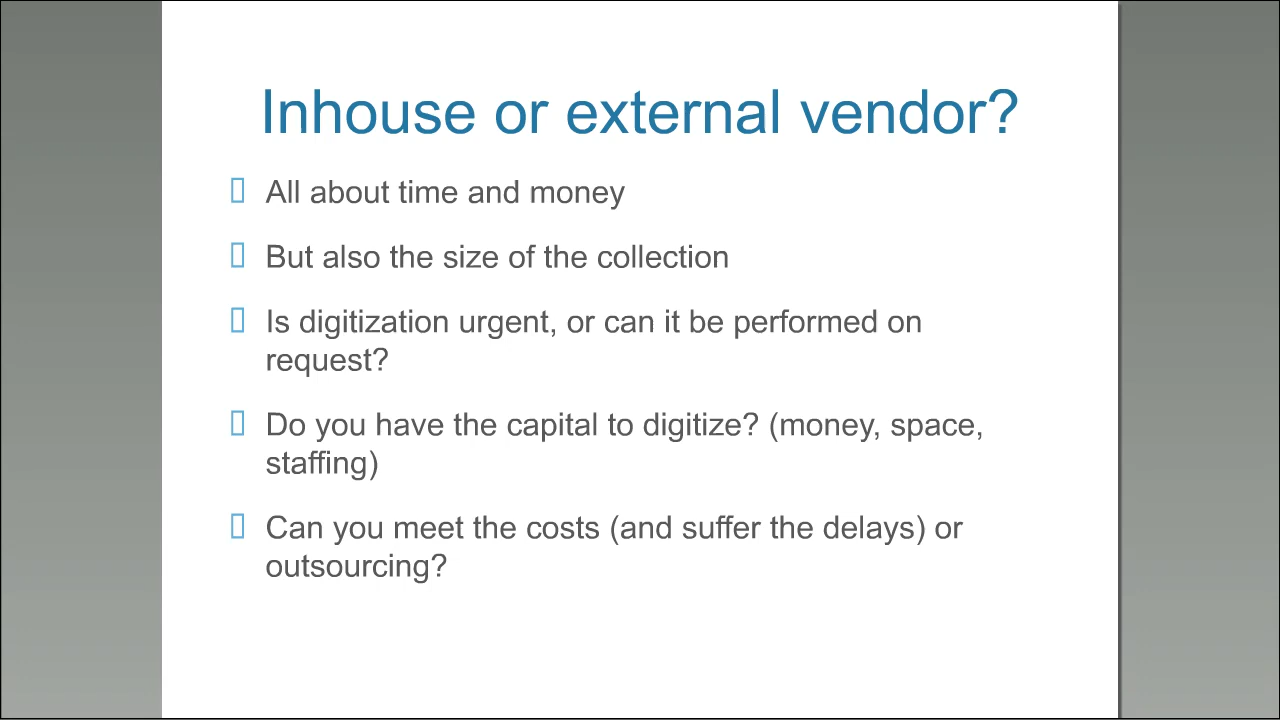 Inhouse or external vendor?
All about time and money
But also the size of the collection
Is digitization urgent, or can it be performed on
request?
Do you have the capital to digitize? (money, space,
staffing)
Can you meet the costs (and suffer the delays) or
outsourcing?